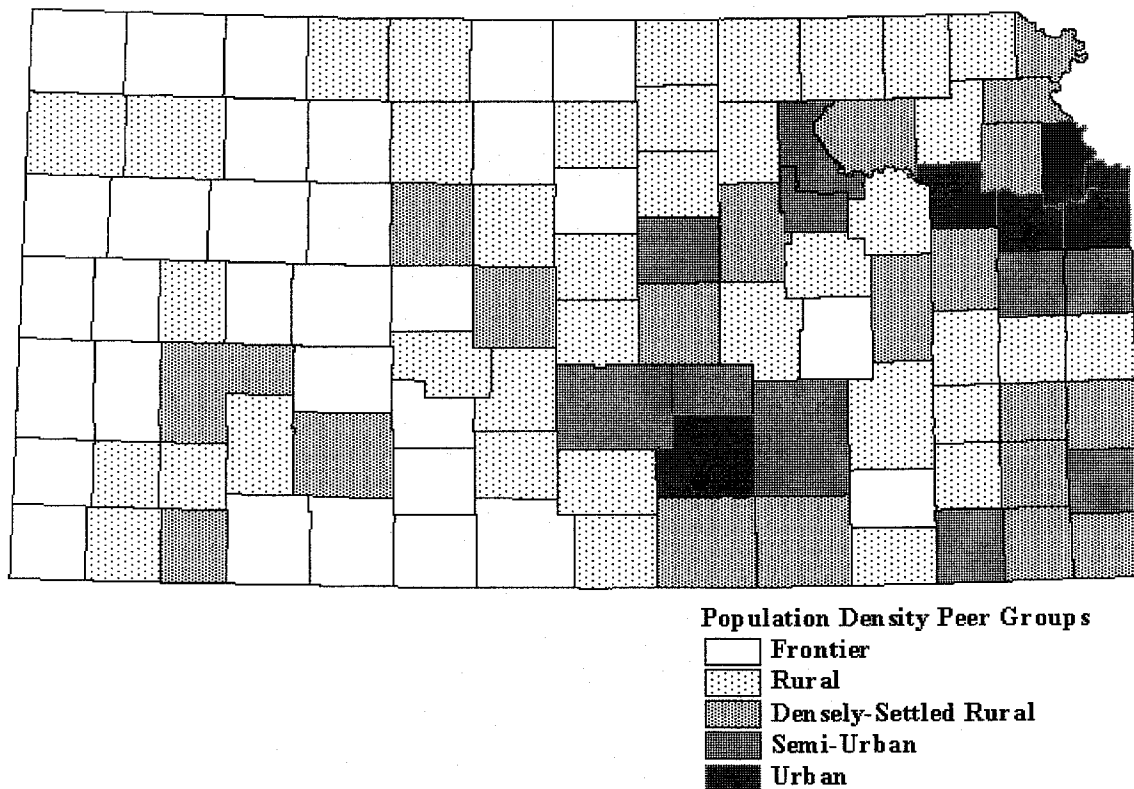 Population Density Peer Groups
Frontier
Rural
Densely-Settled Rural
Semi-Urban
Urban